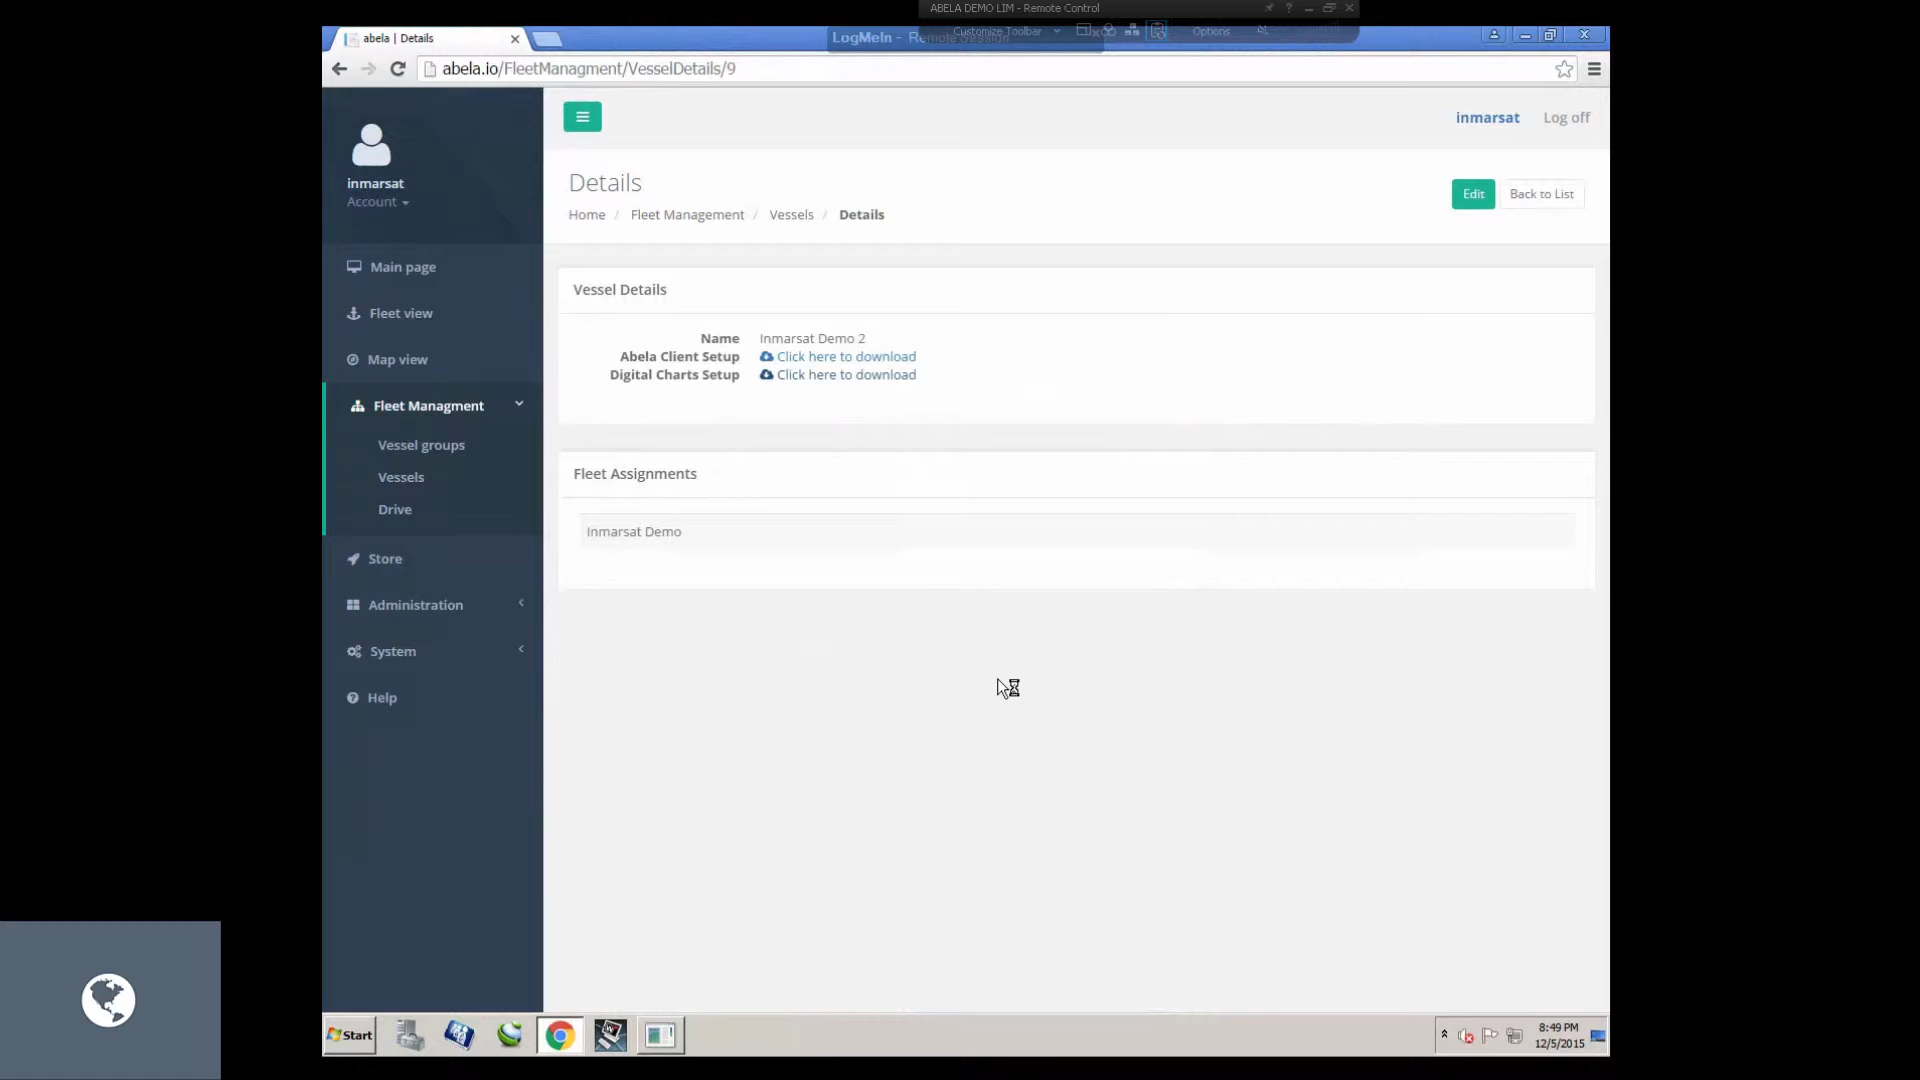 ABELA DEMO LIM - Remote Control
abela | Details
LogMeIn - Remote Session
Customize Toolbar
Options
abela.io/FleetManagment/VesselDetails/9
inmarsat
Account
inmarsat
Log off
Details
Edit
Back to List
Home / Fleet Management / Vessels / Details
Main page
Fleet view
Map view
Fleet Managment
Vessel groups
Vessels
Drive
Store
Administration
System
Help
Vessel Details
Name Inmarsat Demo 2
Abela Client Setup Click here to download
Digital Charts Setup Click here to download
Fleet Assignments
Inmarsat Demo
Start
8:49 PM
12/5/2015